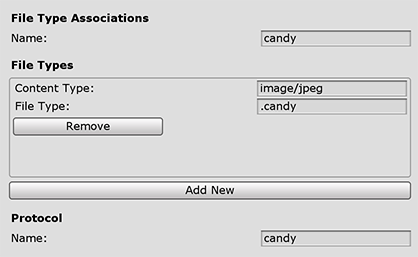 File Type Associations
Name: candy
File Types
Content Type: image/jpeg
File Type: .candy
Remove
Add New
Protocol
Name: candy